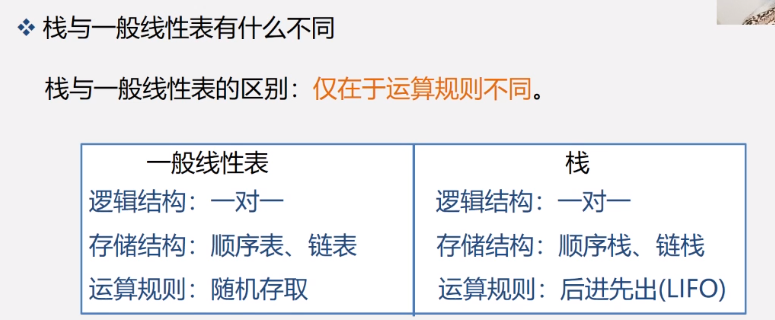 栈与一般线性表有什么不同
栈与一般线性表的区别：仅在于运算规则不同。
一般线性表
逻辑结构：一对一
存储结构：顺序表、链表
运算规则：随机存取
栈
逻辑结构：一对一
存储结构：顺序栈、链栈
运算规则：后进先出(LIFO)